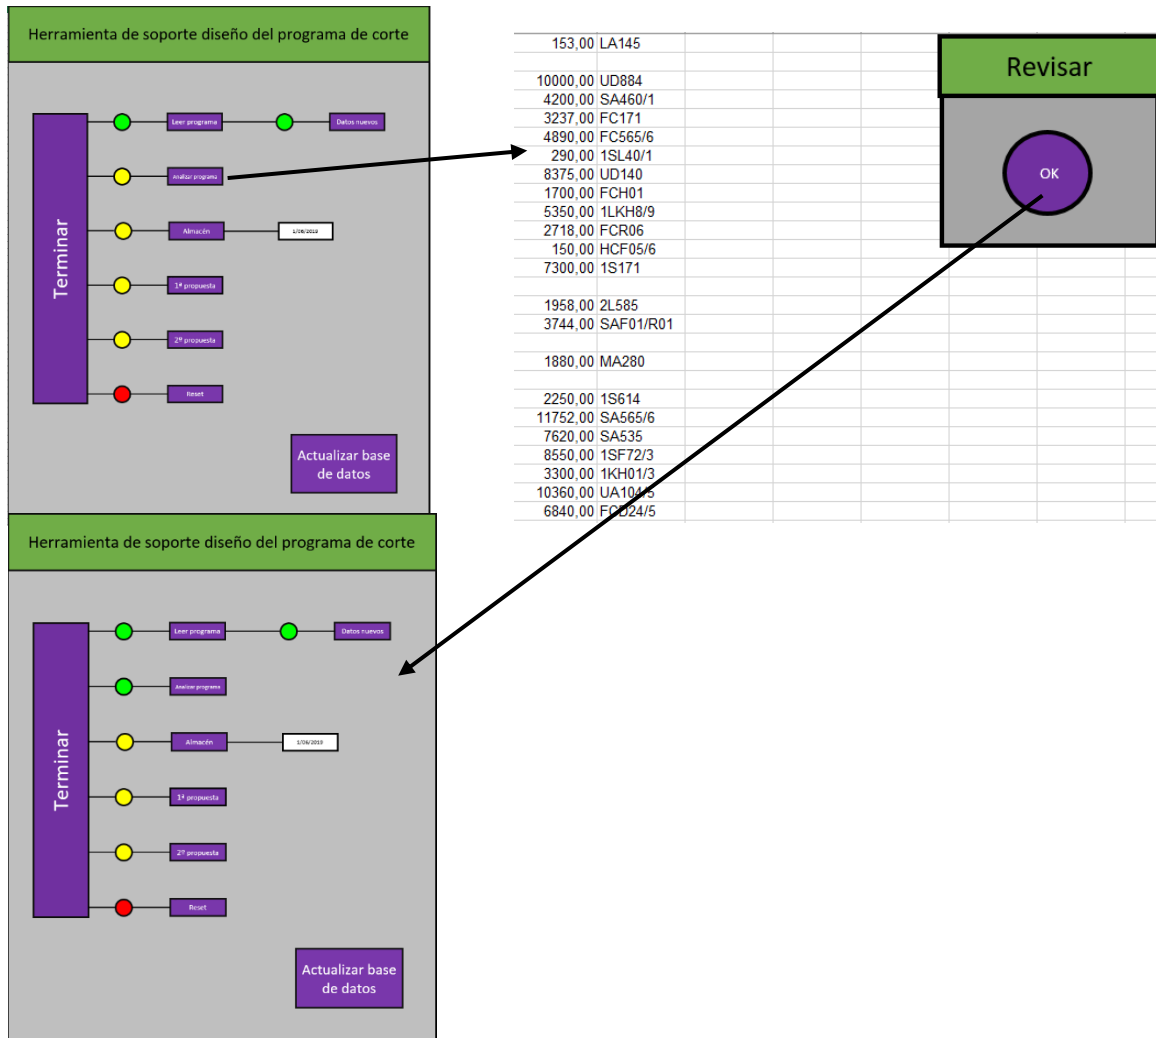 Herramienta de soporte diseño del programa de corte
Terminar
Leer programa
Datos nuevos
Analizar programa
Almacén
1/06/2019
1ª propuesta
2ª propuesta
Reset
Actualizar base
de datos
153,00 LA145
10000,00 UD884
4200,00 SA460/1
3237,00 FC171
4890,00 FC565/6
290,00 1SL40/1
8375,00 UD140
1700,00 FCH01
5350,00 1LKH8/9
2718,00 FCR06
150,00 HCF05/6
7300,00 1S171
1958,00 2L585
3744,00 SAF01/R01
1880,00 MA280
2250,00 1S614
11752,00 SA565/6
7620,00 SA535
8550,00 1SF72/3
3300,00 1KH01/3
10360,00 UA104/5
6840,00 FCD24/5
Revisar
OK
Herramienta de soporte diseño del programa de corte
Terminar
Leer programa
Datos nuevos
Analizar programa
Almacén
1/06/2019
1ª propuesta
2ª propuesta
Reset
Actualizar base
de datos